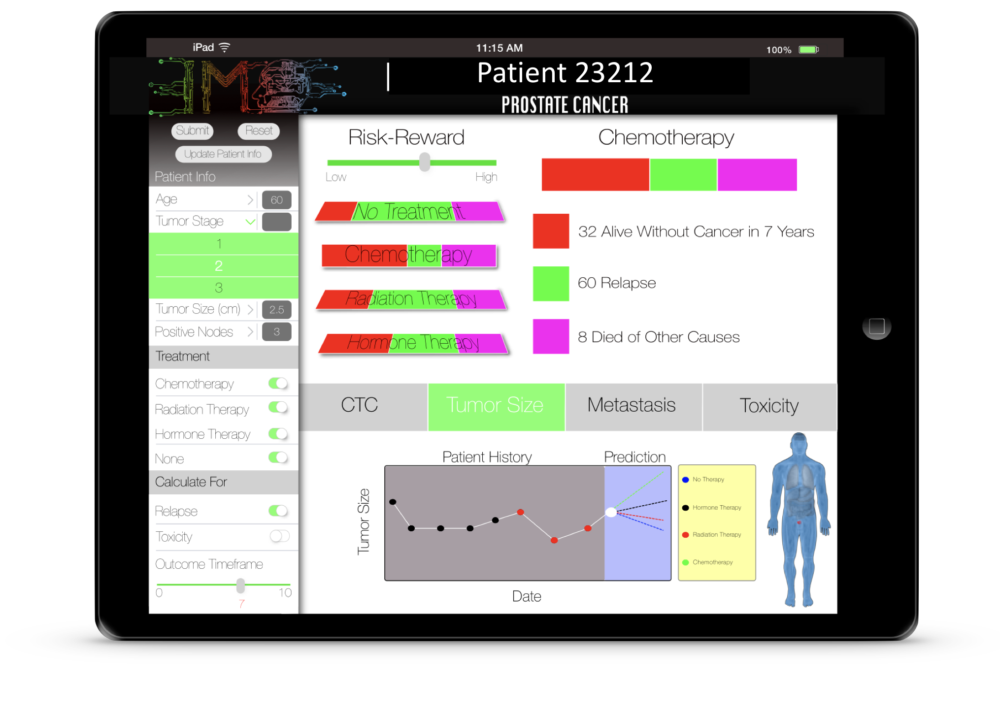 iPad
11:15 AM
100%
Patient 23212
PROSTATE CANCER
Submit
Reset
Update Patient Info
Patient Info
Age
60
Tumor Stage
1
2
3
Tumor Size (cm)
2.5
Positive Nodes
3
Treatment
Chemotherapy
Radiation Therapy
Hormone Therapy
None
Calculate For
Relapse
Toxicity
Outcome Timeframe
0
10
7
Risk-Reward
Low
High
No Treatment
Chemotherapy
Radiation Therapy
Hormone Therapy
Chemotherapy
32 Alive Without Cancer in 7 Years
60 Relapse
8 Died of Other Causes
CTC
Tumor Size
Metastasis
Toxicity
Patient History
Prediction
Tumor Size
Date
No Therapy
Hormone Therapy
Radiation Therapy
Chemotherapy